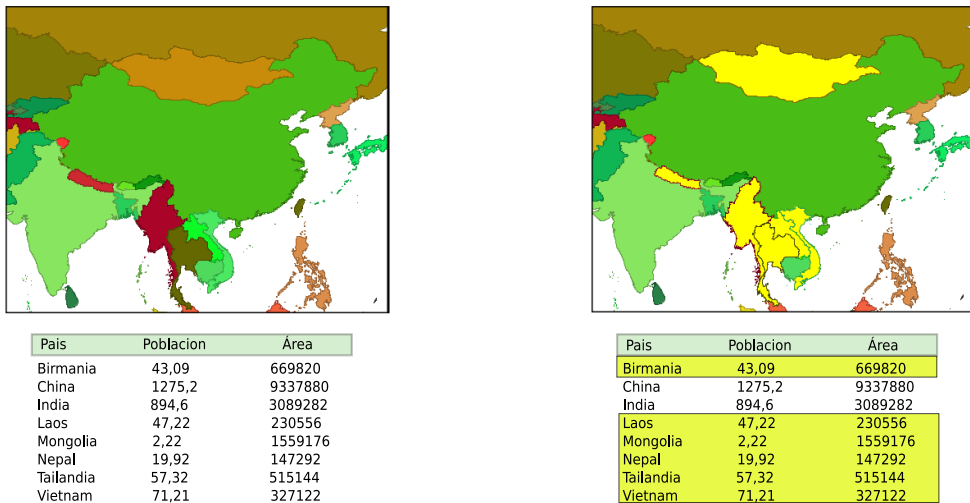 Pais Poblacion Área
Birmania 43,09 669820
China 1275,2 9337880
India 894,6 3089282
Laos 47,22 230556
Mongolia 2,22 1559176
Nepal 19,92 147292
Tailandia 57,32 515144
Vietnam 71,21 327122
Pais Poblacion Área
Birmania 43,09 669820
China 1275,2 9337880
India 894,6 3089282
Laos 47,22 230556
Mongolia 2,22 1559176
Nepal 19,92 147292
Tailandia 57,32 515144
Vietnam 71,21 327122